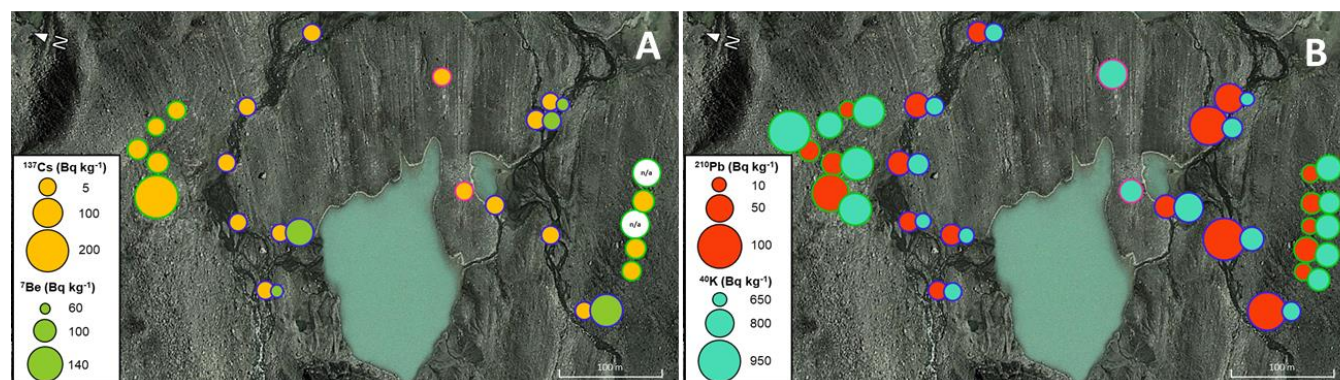 N
A
¹³⁷Cs (Bq kg⁻¹)
5
100
200
⁷Be (Bq kg⁻¹)
60
100
140
n/a
n/a
100 m
N
B
²¹⁰Pb (Bq kg⁻¹)
10
50
100
⁴⁰K (Bq kg⁻¹)
650
800
950
100 m